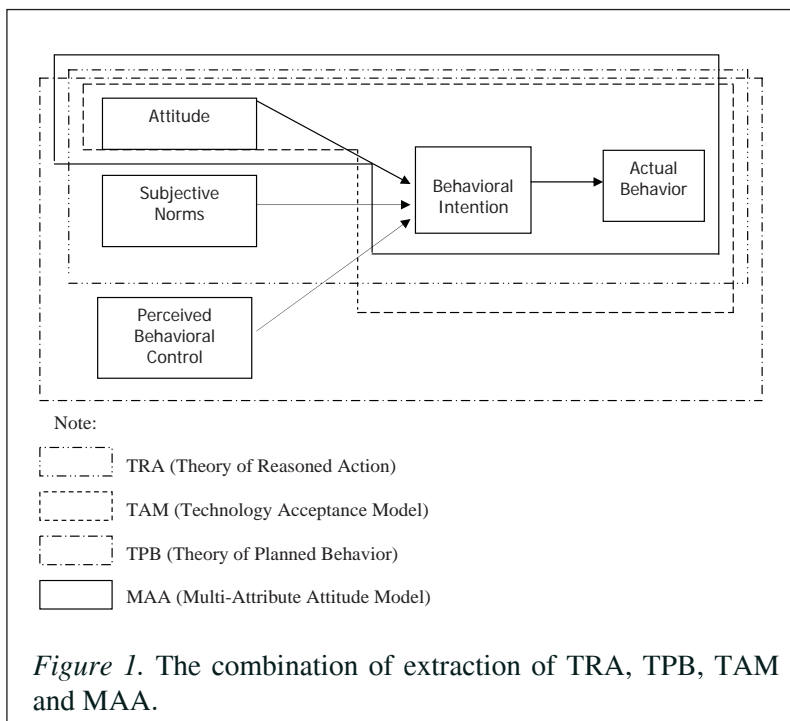 Attitude
Subjective
Norms
Perceived
Behavioral
Control
Behavioral
Intention
Actual
Behavior
Note:
TRA (Theory of Reasoned Action)
TAM (Technology Acceptance Model)
TPB (Theory of Planned Behavior)
MAA (Multi-Attribute Attitude Model)
Figure 1. The combination of extraction of TRA, TPB, TAM
and MAA.